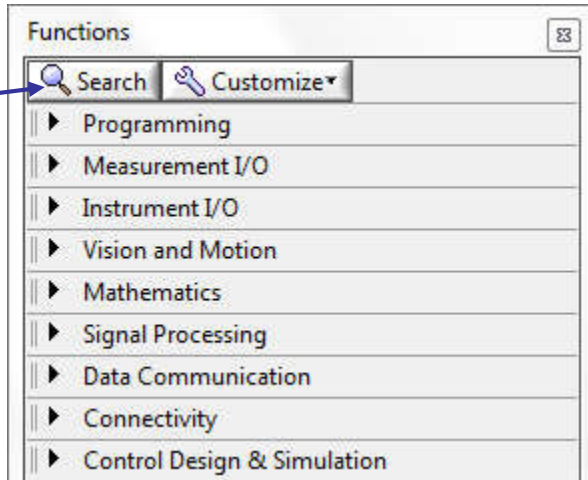 Functions
Search Customize
Programming
Measurement I/O
Instrument I/O
Vision and Motion
Mathematics
Signal Processing
Data Communication
Connectivity
Control Design & Simulation